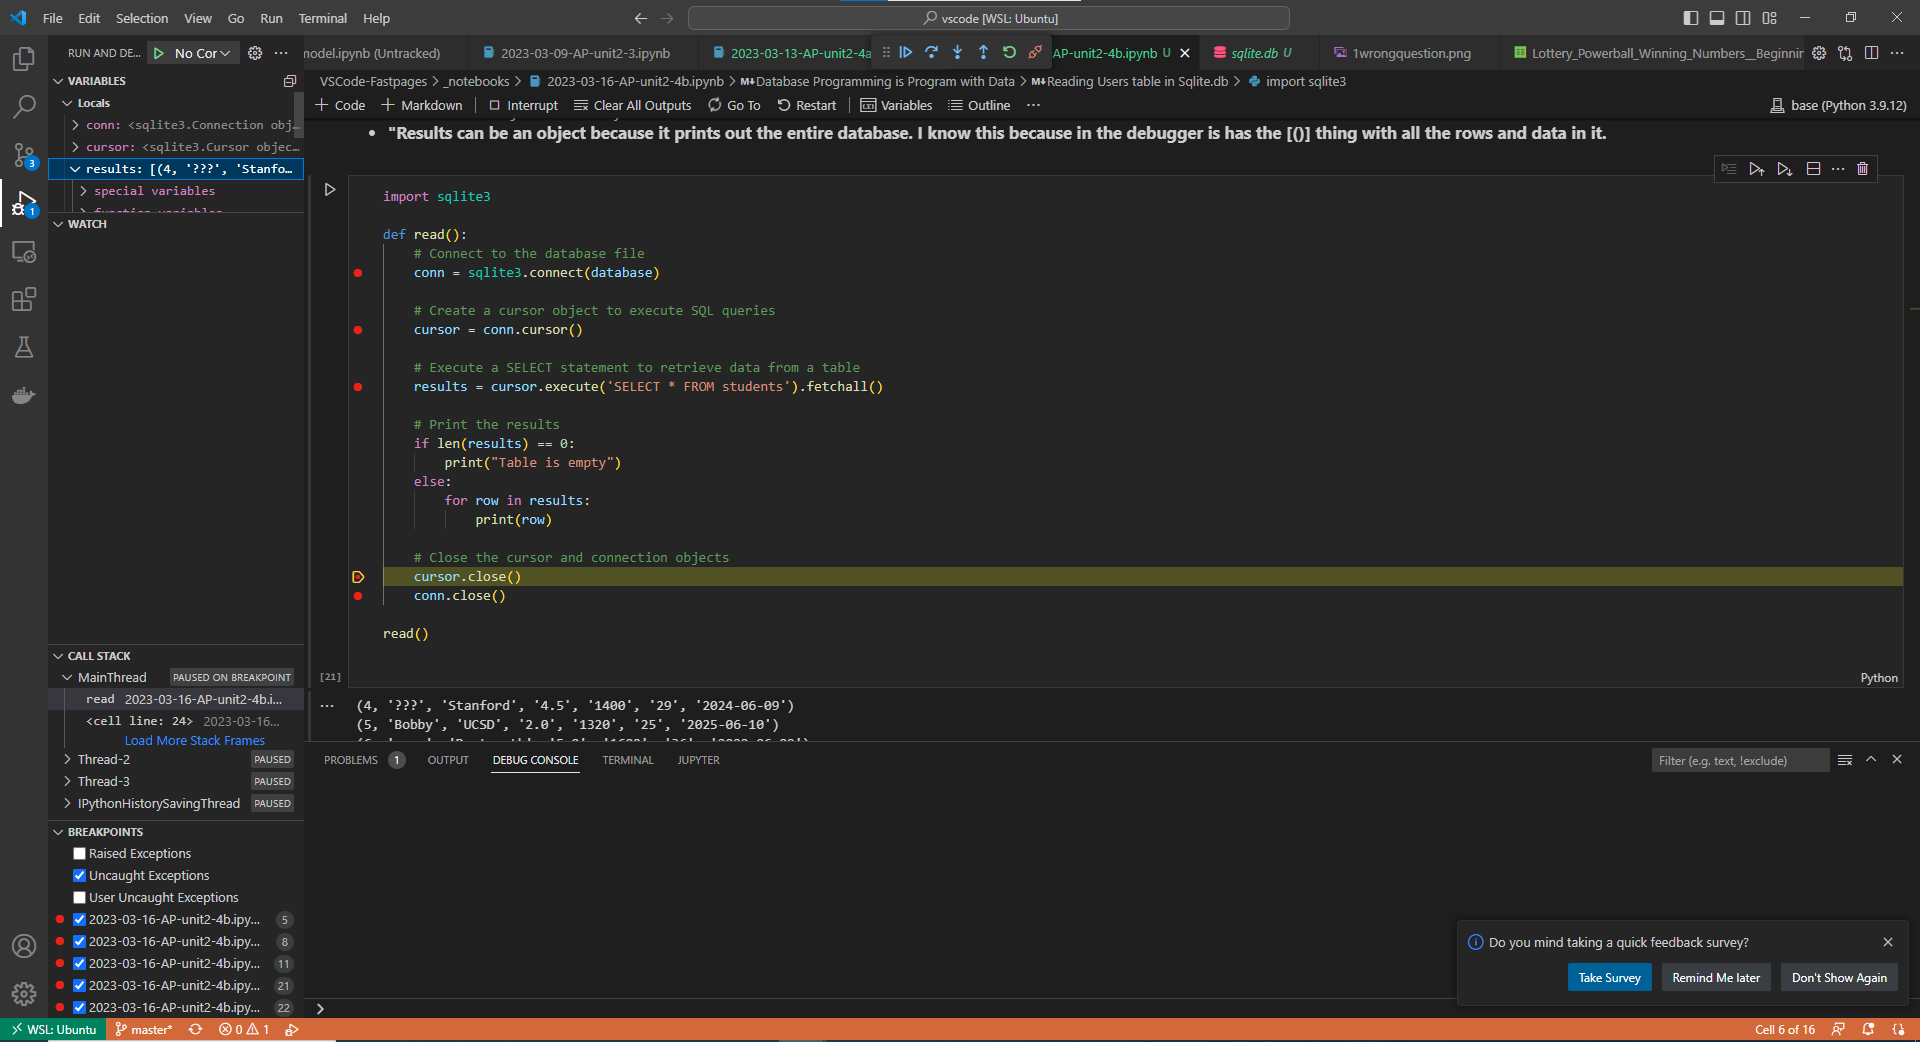 File Edit Selection View Go Run Terminal Help
vscode [WSL: Ubuntu]
RUN AND DE... No Cor
model.ipynb (Untracked) 2023-03-09-AP-unit2-3.ipynb 2023-03-13-AP-unit2-4a AP-unit2-4b.ipynb U sqlite.db U 1wrongquestion.png Lottery_Powerball_Winning_Numbers__Beginnin
VARIABLES
VSCode-Fastpages > _notebooks > 2023-03-16-AP-unit2-4b.ipynb > M↓Database Programming is Program with Data > M↓Reading Users table in Sqlite.db > import sqlite3
Locals
+ Code + Markdown Interrupt Clear All Outputs Go To Restart Variables Outline ...
base (Python 3.9.12)
conn: <sqlite3.Connection obj...
cursor: <sqlite3.Cursor objec...
results: [(4, '???', 'Stanfo...
special variables
function variables
WATCH
• "Results can be an object because it prints out the entire database. I know this because in the debugger is has the [()] thing with all the rows and data in it.
import sqlite3
def read():
# Connect to the database file
conn = sqlite3.connect(database)
# Create a cursor object to execute SQL queries
cursor = conn.cursor()
# Execute a SELECT statement to retrieve data from a table
results = cursor.execute('SELECT * FROM students').fetchall()
# Print the results
if len(results) == 0:
print("Table is empty")
else:
for row in results:
print(row)
# Close the cursor and connection objects
cursor.close()
conn.close()
read()
[21]
Python
(4, '???', 'Stanford', '4.5', '1400', '29', '2024-06-09')
(5, 'Bobby', 'UCSD', '2.0', '1320', '25', '2025-06-10')
CALL STACK
MainThread PAUSED ON BREAKPOINT
read 2023-03-16-AP-unit2-4b.i...
<cell line: 24> 2023-03-16...
Load More Stack Frames
Thread-2 PAUSED
Thread-3 PAUSED
IPythonHistorySavingThread PAUSED
BREAKPOINTS
Raised Exceptions
Uncaught Exceptions
User Uncaught Exceptions
2023-03-16-AP-unit2-4b.ipy... 5
2023-03-16-AP-unit2-4b.ipy... 8
2023-03-16-AP-unit2-4b.ipy... 11
2023-03-16-AP-unit2-4b.ipy... 21
2023-03-16-AP-unit2-4b.ipy... 22
PROBLEMS 1 OUTPUT DEBUG CONSOLE TERMINAL JUPYTER
Filter (e.g. text, !exclude)
Do you mind taking a quick feedback survey?
Take Survey Remind Me later Don't Show Again
3
1
WSL: Ubuntu master* 0 1
Cell 6 of 16